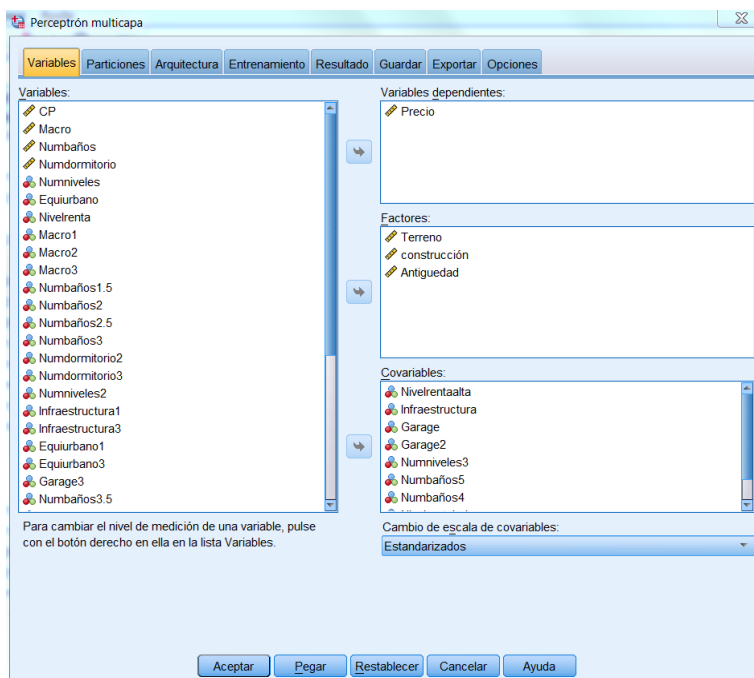 Perceptrón multicapa
Variables Particiones Arquitectura Entrenamiento Resultado Guardar Exportar Opciones
Variables:
CP
Macro
Numbaños
Numdormitorio
Numniveles
Equiurbano
Nivelrenta
Macro1
Macro2
Macro3
Numbaños1.5
Numbaños2
Numbaños2.5
Numbaños3
Numdormitorio2
Numdormitorio3
Numniveles2
Infraestructura1
Infraestructura3
Equiurbano1
Equiurbano3
Garage3
Numbaños3.5
Para cambiar el nivel de medición de una variable, pulse
con el botón derecho en ella en la lista Variables.
Variables dependientes:
Precio
Factores:
Terreno
construcción
Antiguedad
Covariables:
Nivelrentaalta
Infraestructura
Garage
Garage2
Numniveles3
Numbaños5
Numbaños4
Cambio de escala de covariables:
Estandarizados
Aceptar Pegar Restablecer Cancelar Ayuda